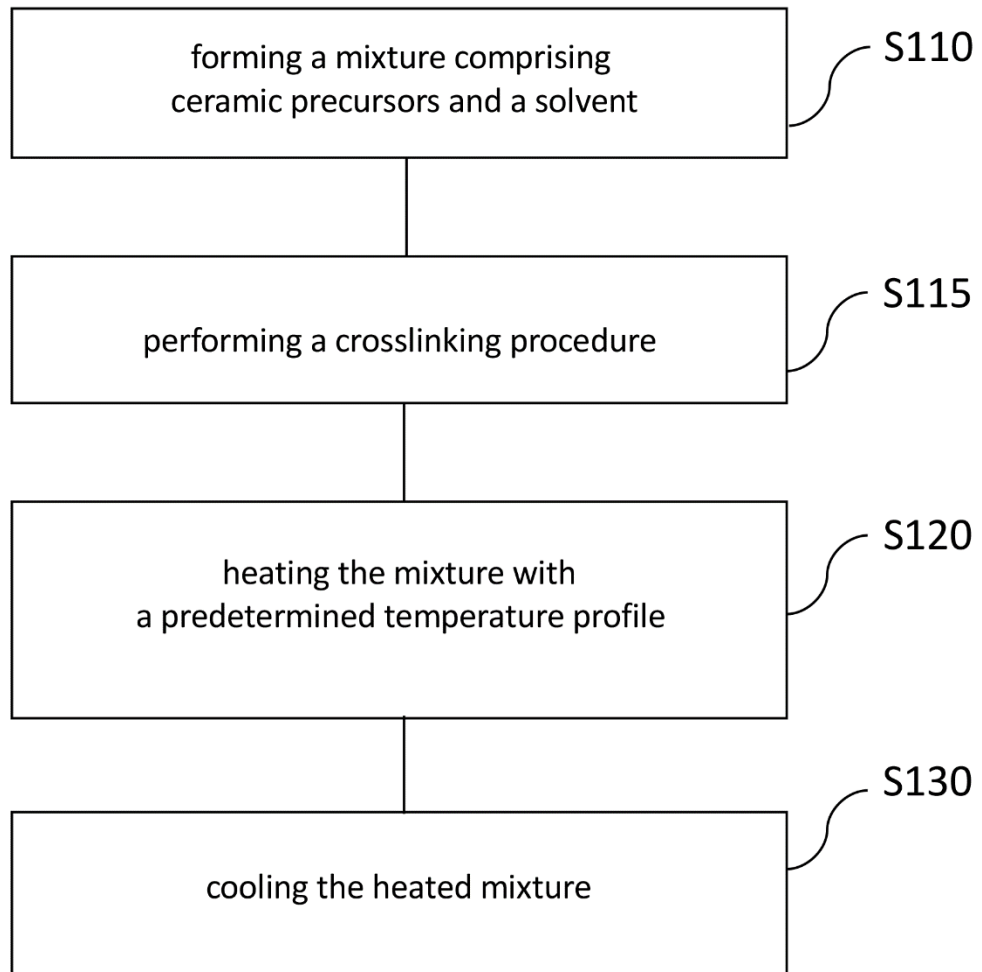 forming a mixture comprising
ceramic precursors and a solvent
S110
performing a crosslinking procedure
S115
heating the mixture with
a predetermined temperature profile
S120
cooling the heated mixture
S130